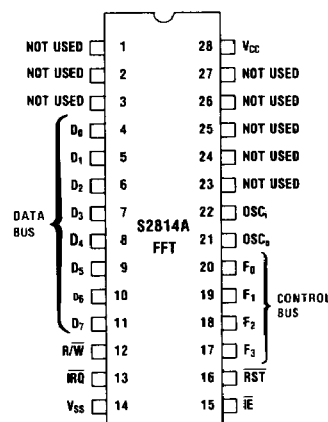 NOT USED 1 28 VCC
NOT USED 2 27 NOT USED
NOT USED 3 26 NOT USED
D0 4 25 NOT USED
D1 5 24 NOT USED
D2 6 23 NOT USED
D3 7 22 OSCi
D4 8 21 OSCo
D5 9 20 F0
D6 10 19 F1
D7 11 18 F2
R/W̅ 12 17 F3
I̅R̅Q̅ 13 16 R̅S̅T̅
VSS 14 15 I̅E̅
DATA
BUS
S2814A
FFT
CONTROL
BUS